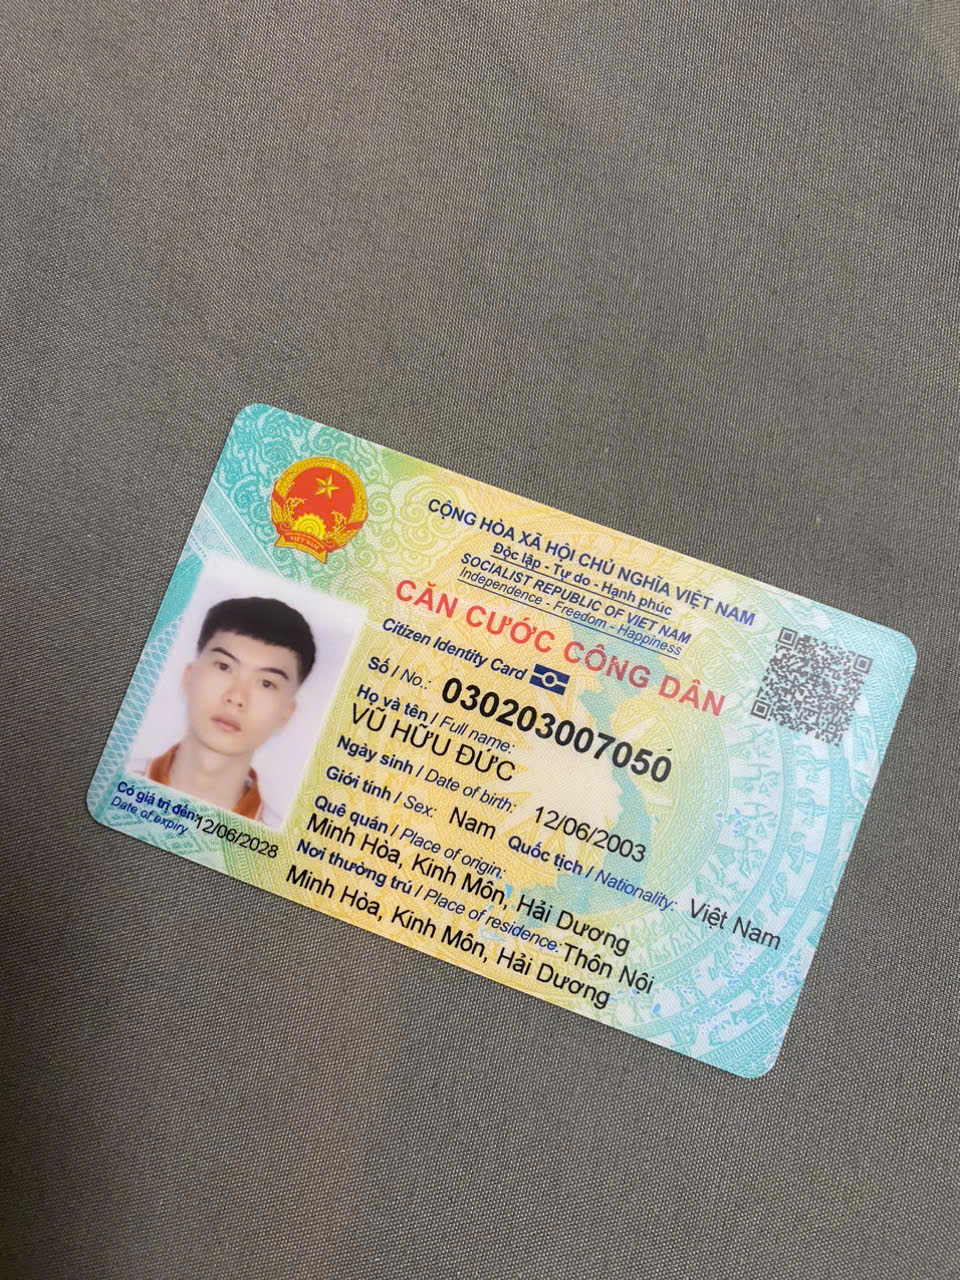 CỘNG HÒA XÃ HỘI CHỦ NGHĨA VIỆT NAM
Độc lập - Tự do - Hạnh phúc
SOCIALIST REPUBLIC OF VIET NAM
Independence - Freedom - Happiness
CĂN CƯỚC CÔNG DÂN
Citizen Identity Card
Số / No.: 030203007050
Họ và tên / Full name:
VŨ HỮU ĐỨC
Ngày sinh / Date of birth: 12/06/2003
Giới tính / Sex: Nam Quốc tịch / Nationality: Việt Nam
Quê quán / Place of origin:
Minh Hòa, Kinh Môn, Hải Dương
Nơi thường trú / Place of residence: Thôn Nội
Minh Hòa, Kinh Môn, Hải Dương
Có giá trị đến: 12/06/2028
Date of expiry
VIỆT NAM